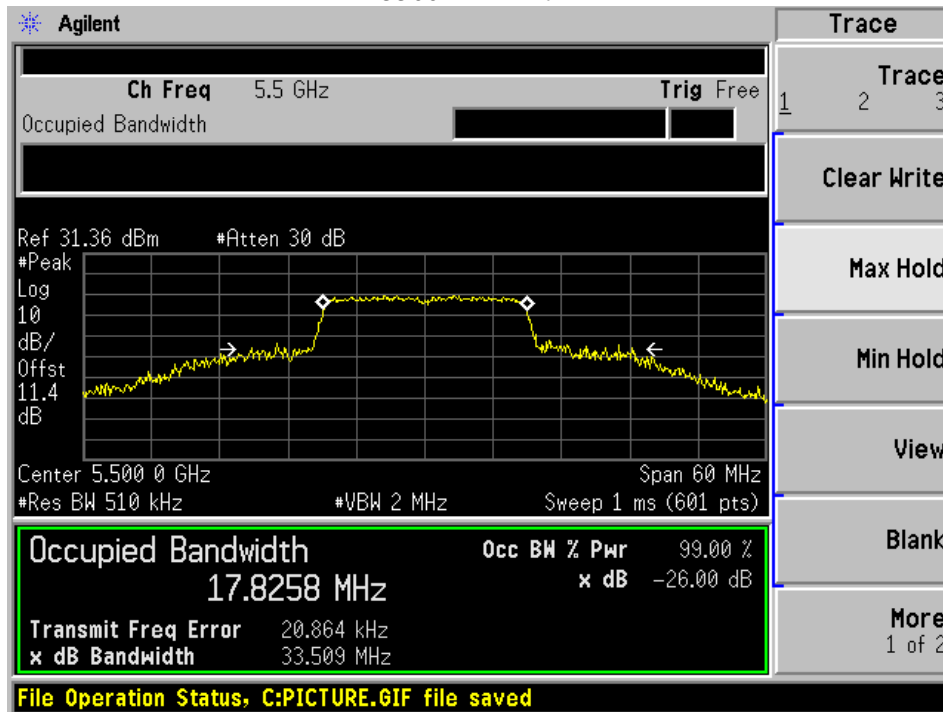 Agilent
Trace
Ch Freq 5.5 GHz Trig Free
Occupied Bandwidth
Trace
1 2 3
Clear Write
Max Hold
Min Hold
View
Blank
More
1 of 2
Ref 31.36 dBm #Atten 30 dB
#Peak
Log
10
dB/
Offst
11.4
dB
Center 5.500 0 GHz Span 60 MHz
#Res BW 510 kHz #VBW 2 MHz Sweep 1 ms (601 pts)
Occupied Bandwidth Occ BW % Pwr 99.00 %
17.8258 MHz x dB -26.00 dB
Transmit Freq Error 20.864 kHz
x dB Bandwidth 33.509 MHz
File Operation Status, C:PICTURE.GIF file saved